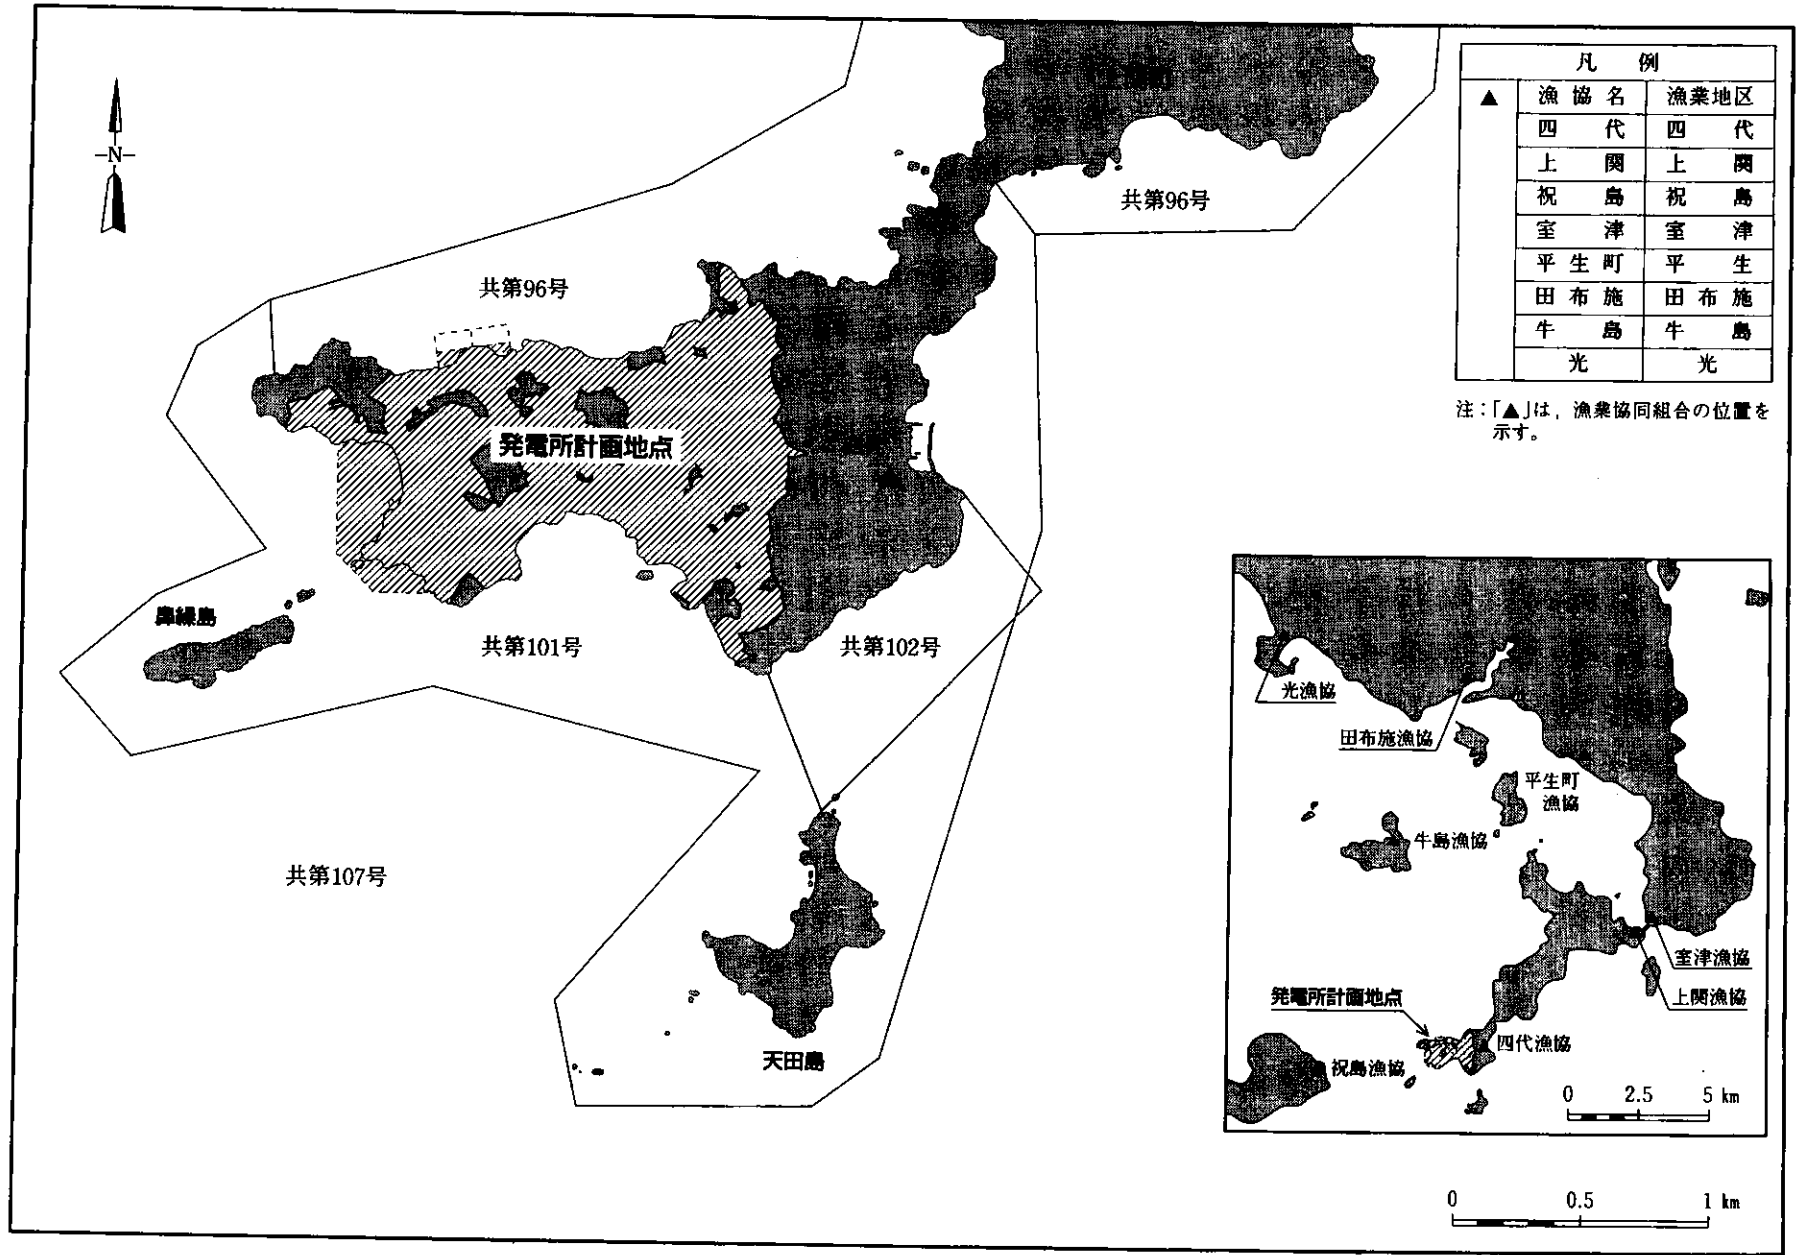 N
凡 例
▲ 漁協名 漁業地区
四代 四代
上関 上関
祝島 祝島
室津 室津
平生町 平生
田布施 田布施
牛島 牛島
光 光
注:「▲」は,漁業協同組合の位置を
示す。
共第96号
共第96号
発電所計画地点
鼻繰島
共第101号
共第102号
共第107号
天田島
光漁協
田布施漁協
平生町
漁協
牛島漁協
室津漁協
上関漁協
発電所計画地点
四代漁協
祝島漁協
0 2.5 5 km
0 0.5 1 km